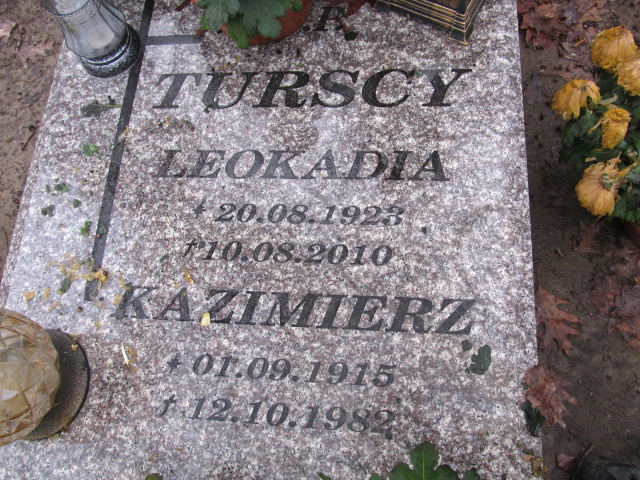 .F
TURSCY
LEOKADIA
* 20.08.1923
† 10.08.2010
KAZIMIERZ
* 01.09.1915
† 12.10.1982